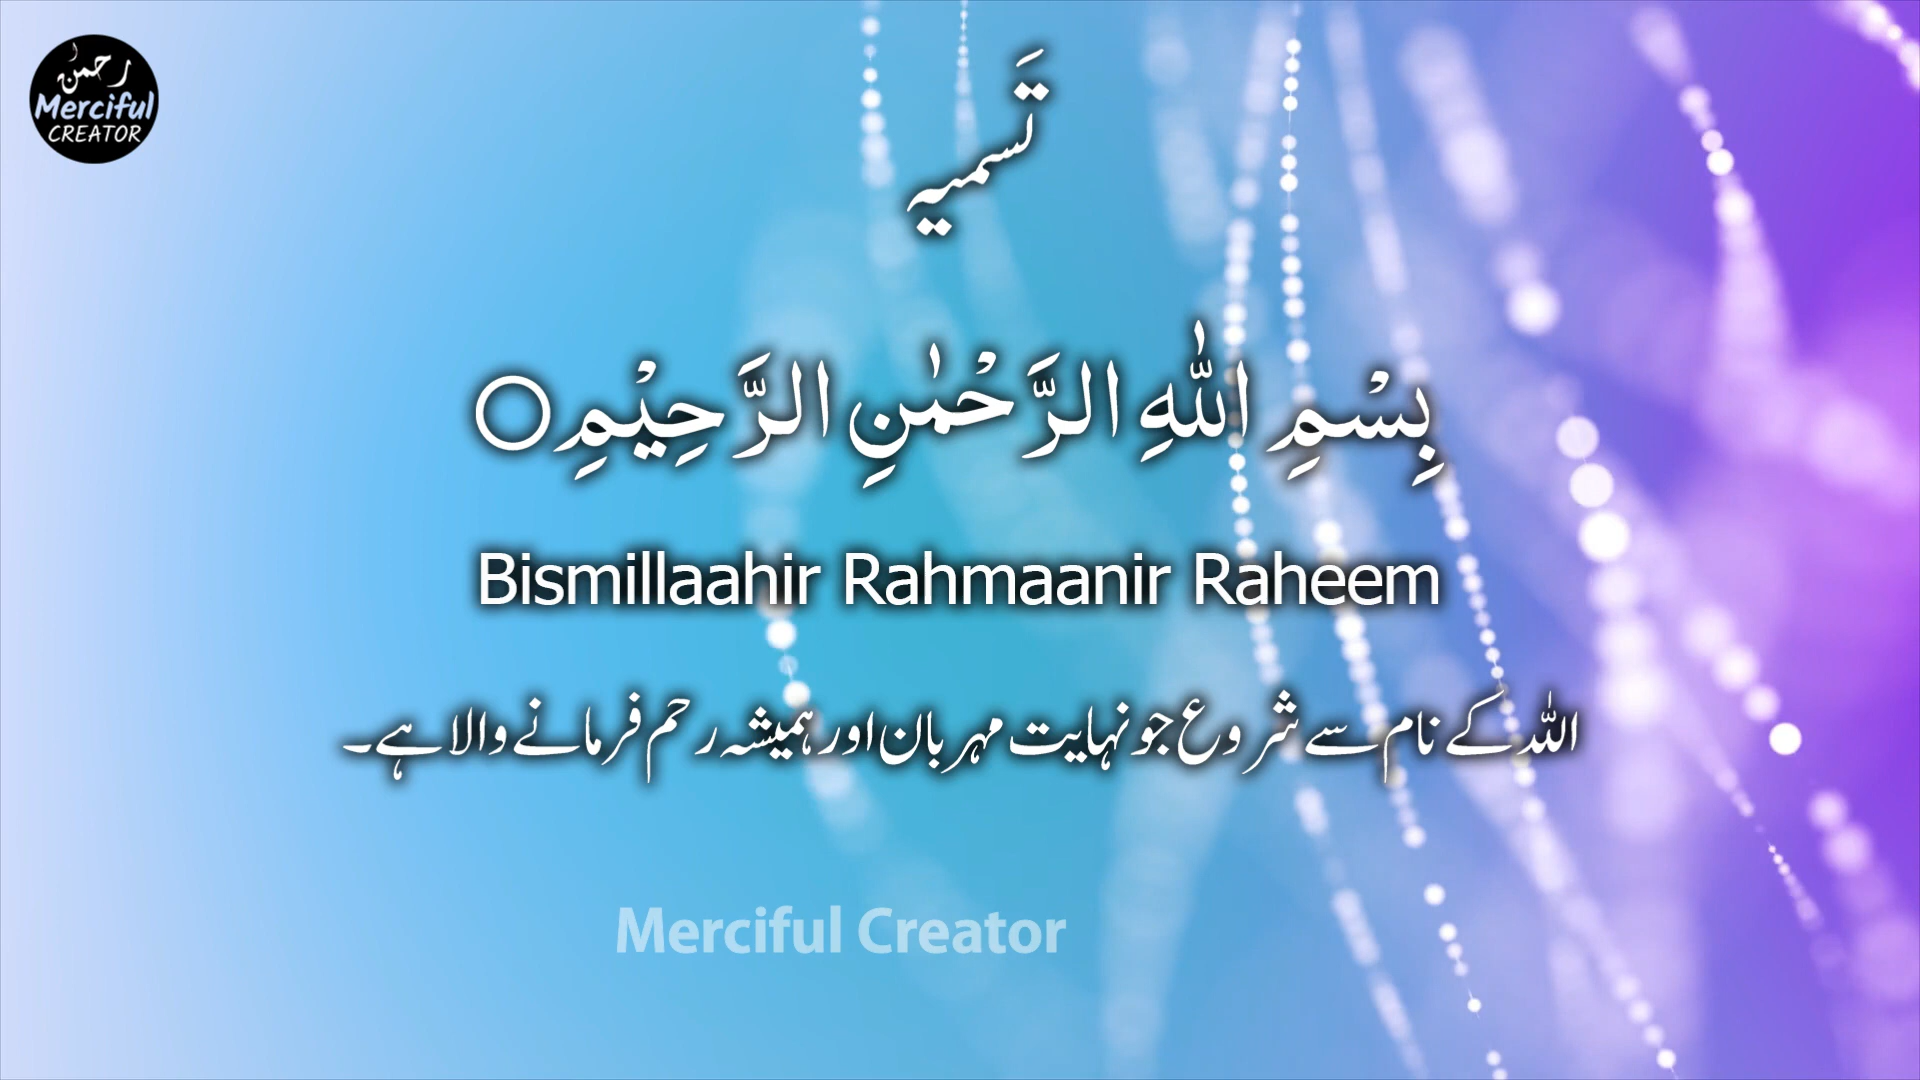 رحمن
Merciful
CREATOR
تَسمیہ
بِسْمِ اللّٰهِ الرَّحْمٰنِ الرَّحِیْمِ○
Bismillaahir Rahmaanir Raheem
اللہ کے نام سے شروع جو نہایت مہربان اور ہمیشہ رحم فرمانے والا ہے۔
Merciful Creator